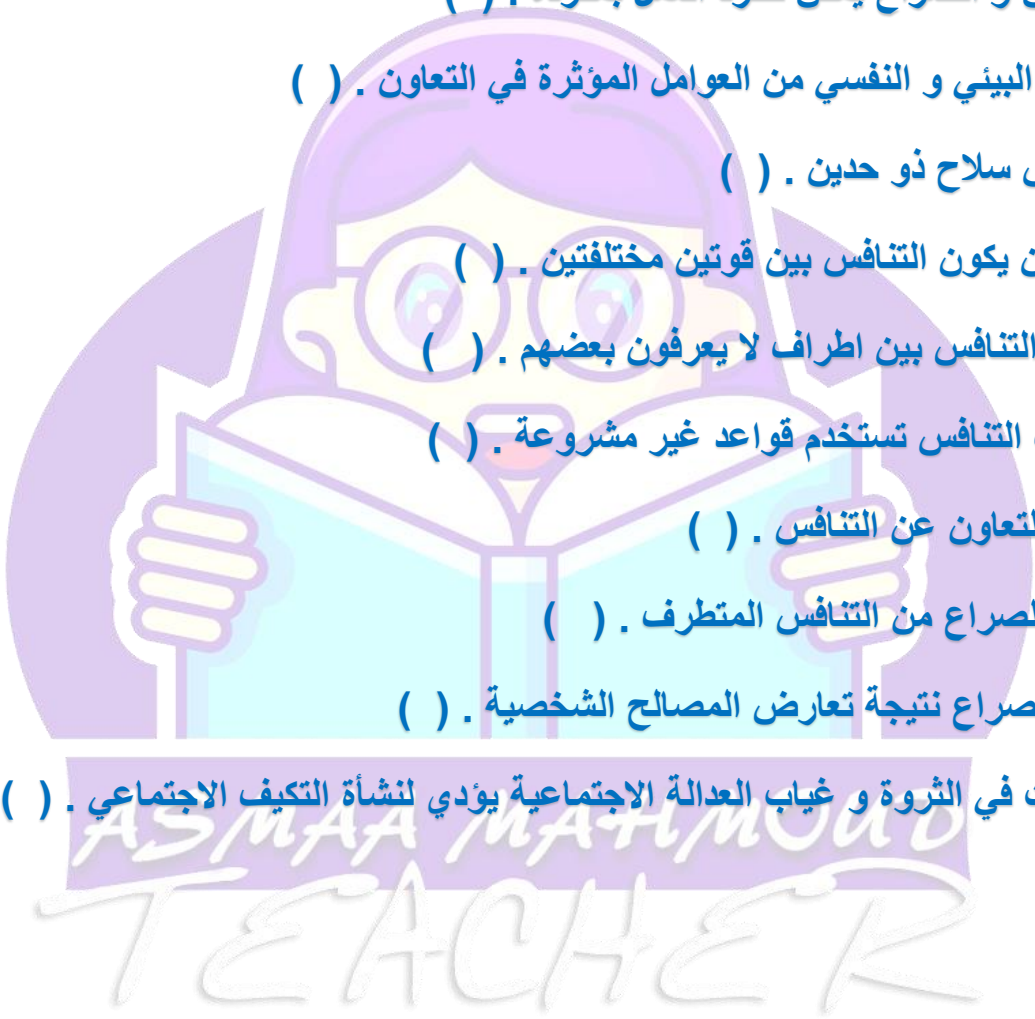 البيئي و النفسي من العوامل المؤثرة في التعاون . ( )
سلاح ذو حدين . ( )
يكون التنافس بين قوتين مختلفتين . ( )
التنافس بين اطراف لا يعرفون بعضهم . ( )
التنافس تستخدم قواعد غير مشروعة . ( )
التعاون عن التنافس . ( )
لصراع من التنافس المتطرف . ( )
صراع نتيجة تعارض المصالح الشخصية . ( )
في الثروة و غياب العدالة الاجتماعية يؤدي لنشأة التكيف الاجتماعي . ( )
ASMAA MAHMOUD
TEACHER